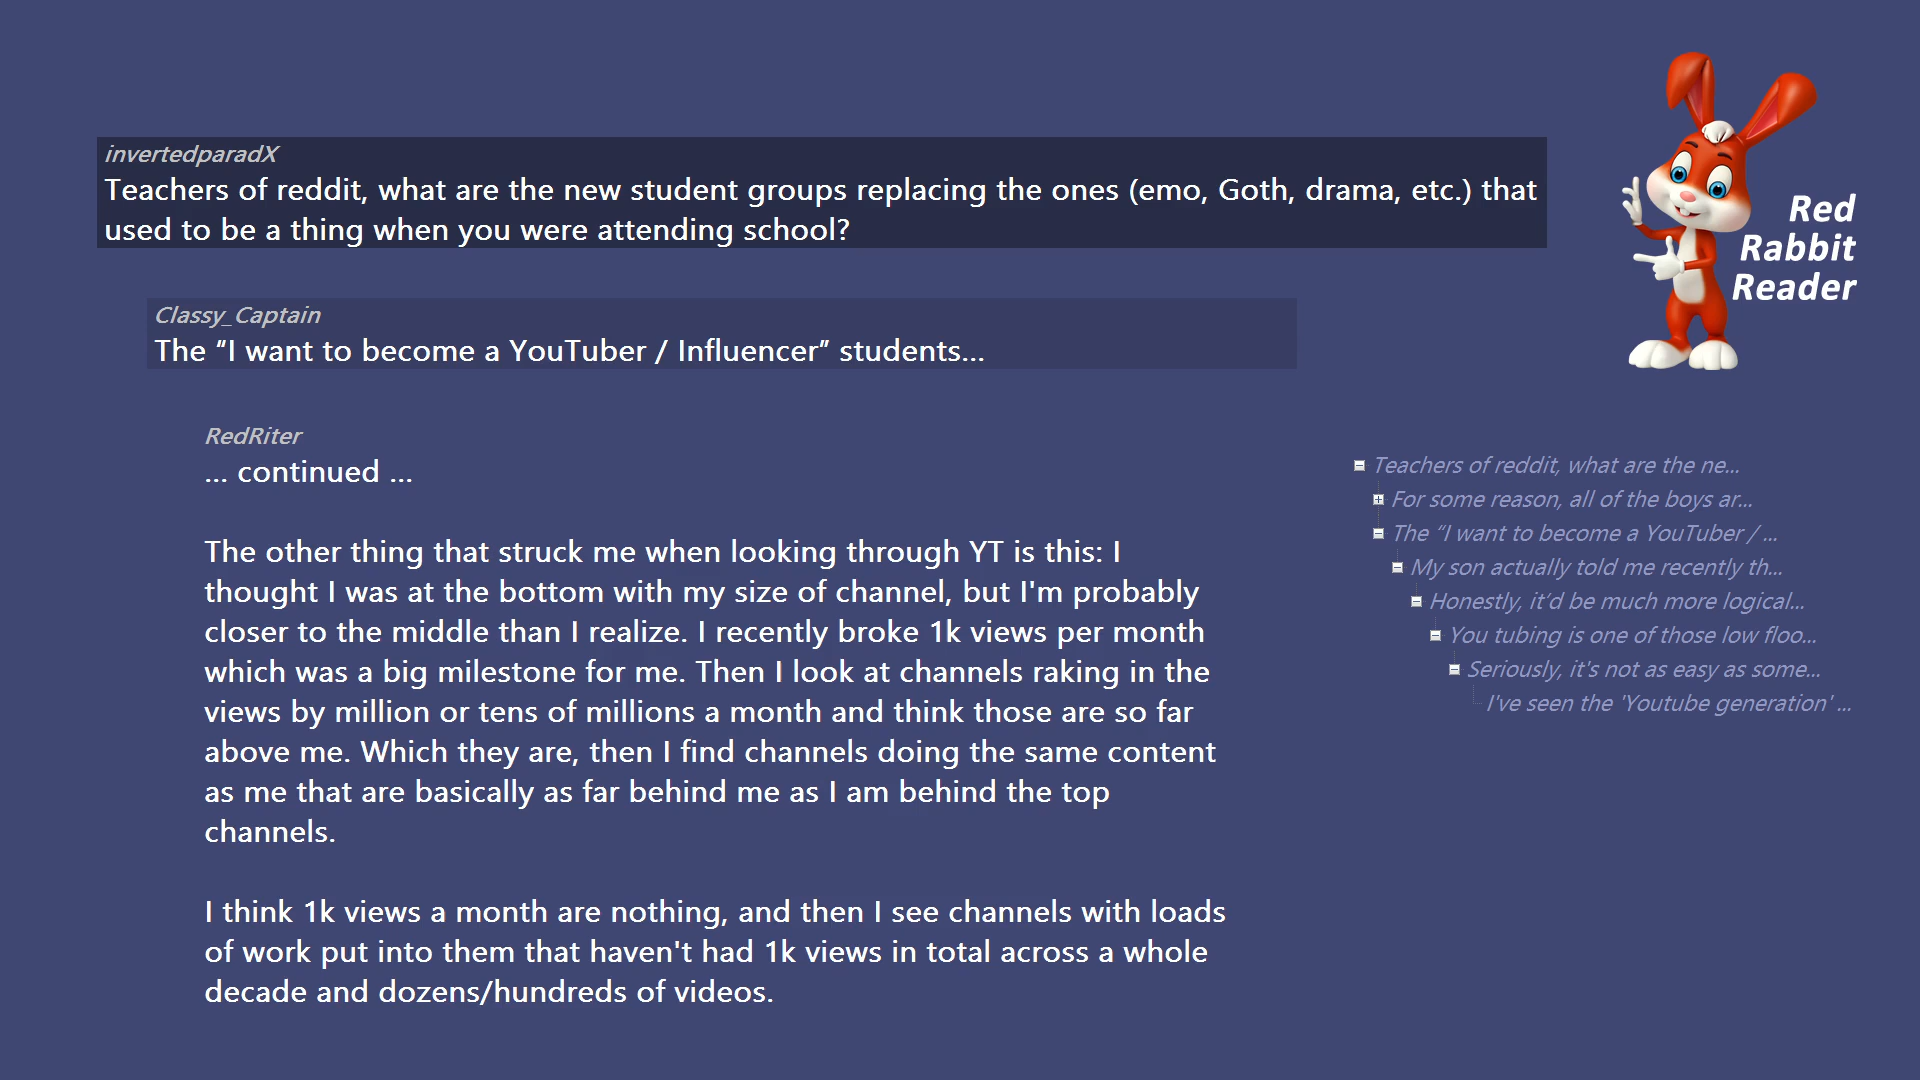 invertedparadX
Teachers of reddit, what are the new student groups replacing the ones (emo, Goth, drama, etc.) that
used to be a thing when you were attending school?
Red
Rabbit
Reader
Classy_Captain
The “I want to become a YouTuber / Influencer” students...
RedRiter
... continued ...
The other thing that struck me when looking through YT is this: I
thought I was at the bottom with my size of channel, but I'm probably
closer to the middle than I realize. I recently broke 1k views per month
which was a big milestone for me. Then I look at channels raking in the
views by million or tens of millions a month and think those are so far
above me. Which they are, then I find channels doing the same content
as me that are basically as far behind me as I am behind the top
channels.
I think 1k views a month are nothing, and then I see channels with loads
of work put into them that haven't had 1k views in total across a whole
decade and dozens/hundreds of videos.
Teachers of reddit, what are the ne...
For some reason, all of the boys ar...
The “I want to become a YouTuber / ...
My son actually told me recently th...
Honestly, it’d be much more logical...
You tubing is one of those low floo...
Seriously, it's not as easy as some...
I've seen the 'Youtube generation' ...